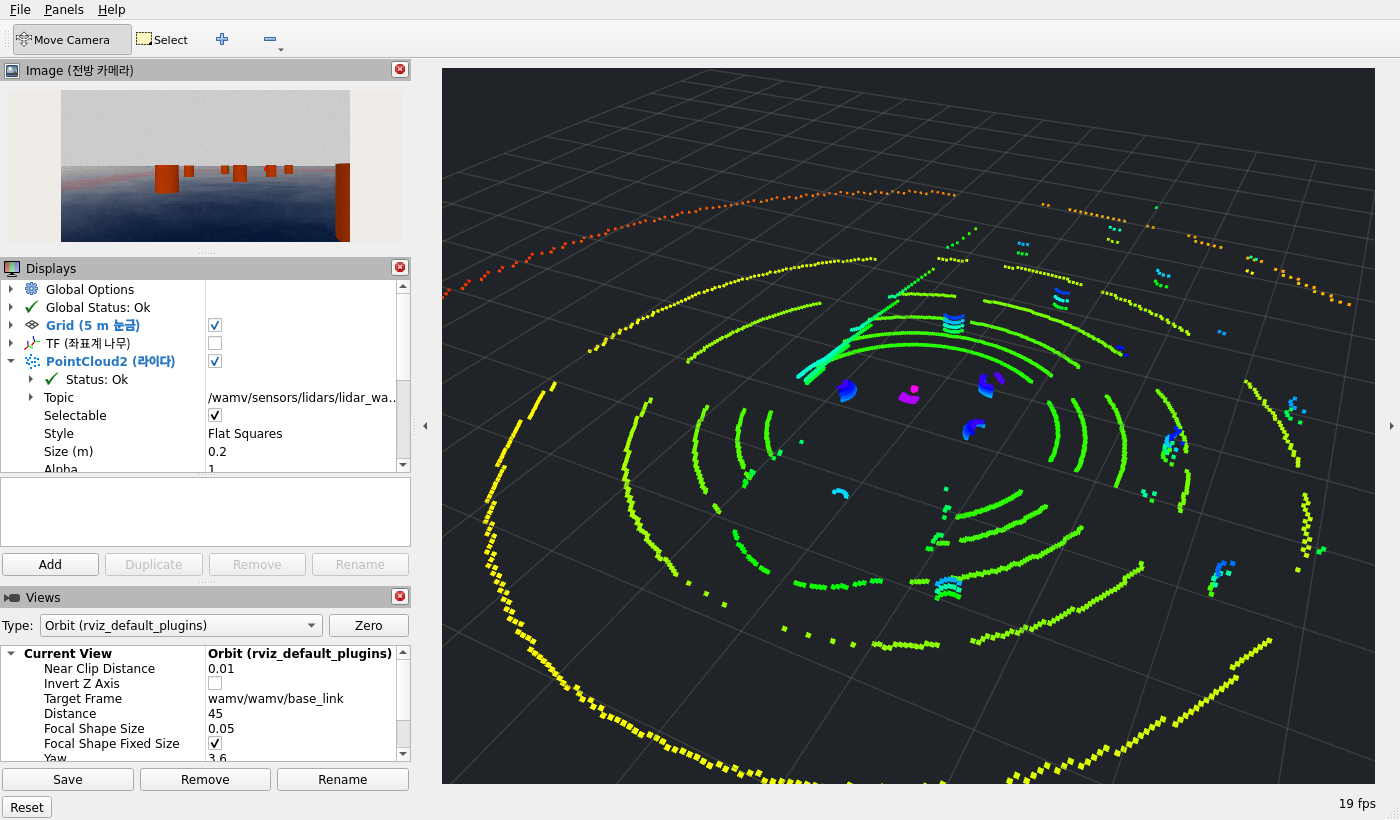 File Panels Help
Move Camera Select
Image (전방 카메라)
Displays
Global Options
Global Status: Ok
Grid (5 m 눈금)
TF (좌표계 나무)
PointCloud2 (라이다)
Status: Ok
Topic /wamv/sensors/lidars/lidar_wa...
Selectable
Style Flat Squares
Size (m) 0.2
Alpha 1
Add Duplicate Remove Rename
Views
Type: Orbit (rviz_default_plugins) Zero
Current View Orbit (rviz_default_plugins)
Near Clip Distance 0.01
Invert Z Axis
Target Frame wamv/wamv/base_link
Distance 45
Focal Shape Size 0.05
Focal Shape Fixed Size
Yaw 3.6
Save Remove Rename
Reset
19 fps